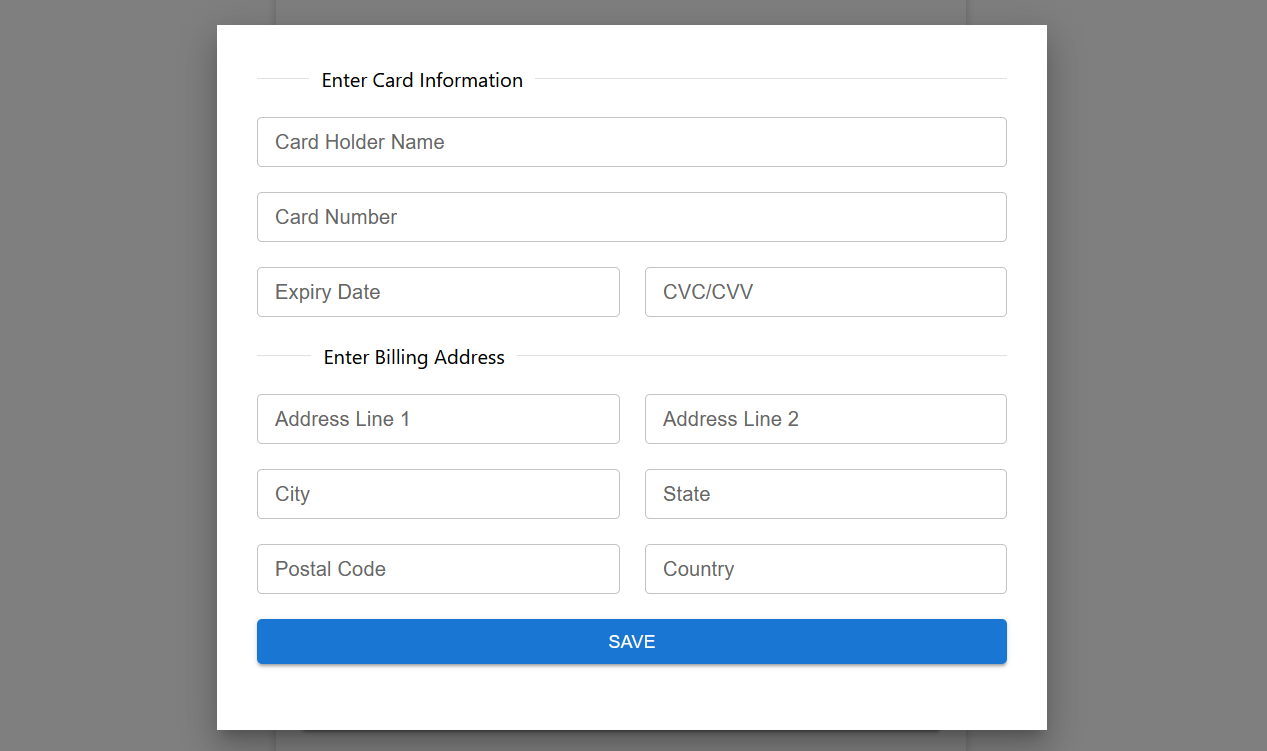 Enter Card Information
Card Holder Name
Card Number
Expiry Date CVC/CVV
Enter Billing Address
Address Line 1 Address Line 2
City State
Postal Code Country
SAVE